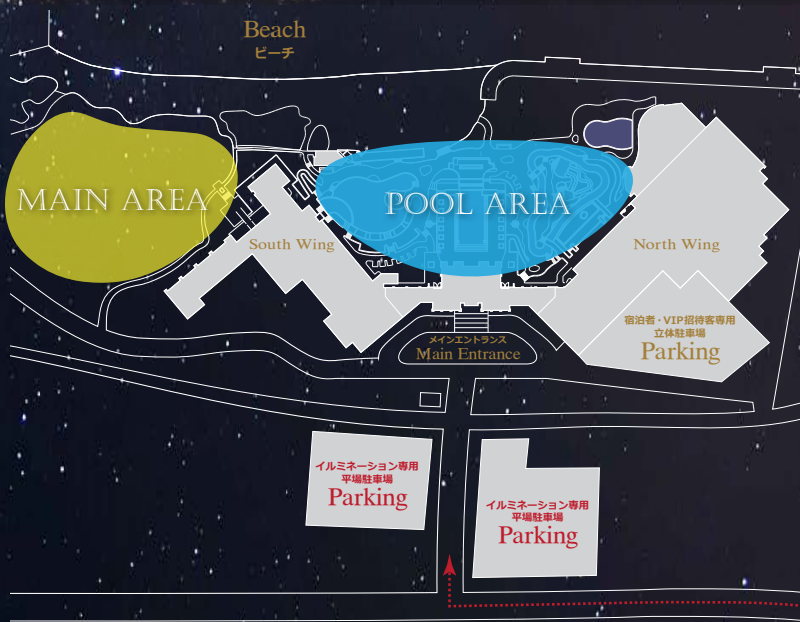 Beach
ビーチ
MAIN AREA
POOL AREA
South Wing
North Wing
宿泊者・VIP招待客専用
立体駐車場
Parking
メインエントランス
Main Entrance
イルミネーション専用
平場駐車場
Parking
イルミネーション専用
平場駐車場
Parking